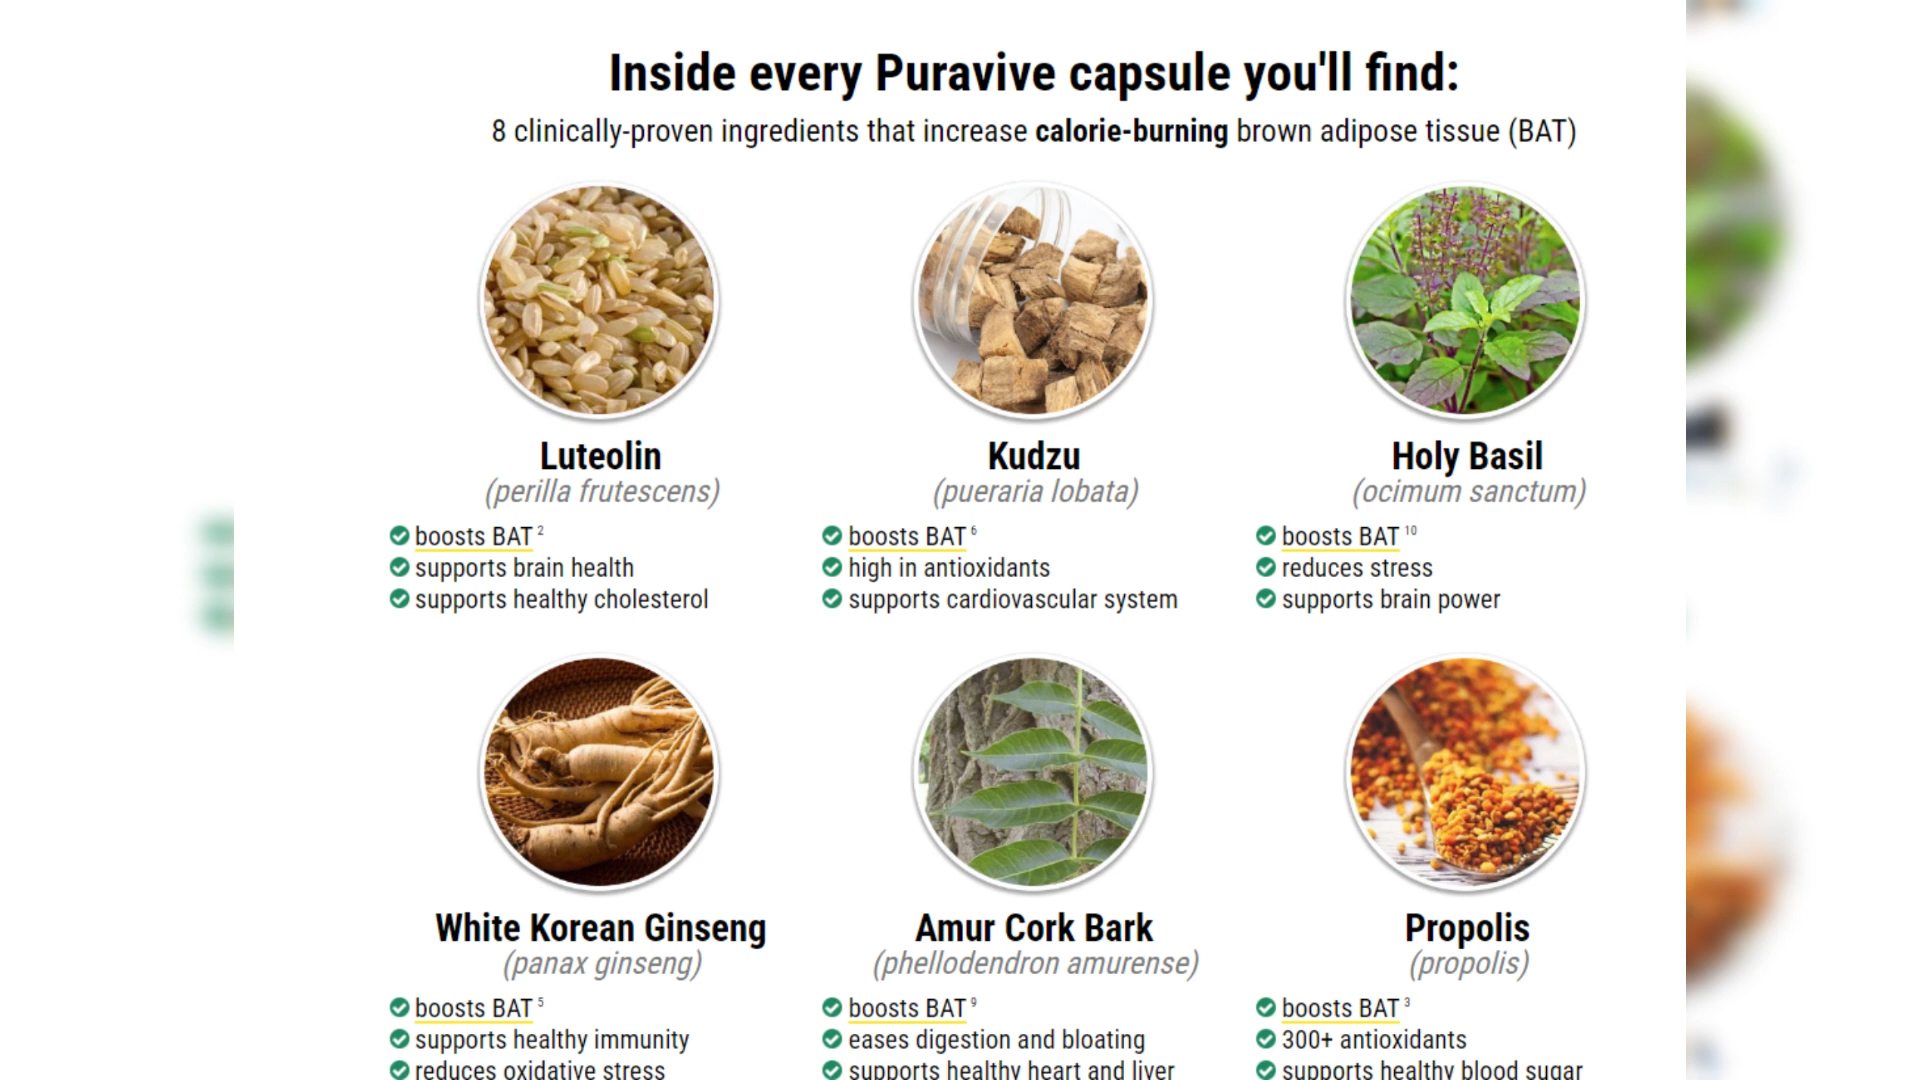 Inside every Puravive capsule you'll find:
8 clinically-proven ingredients that increase calorie-burning brown adipose tissue (BAT)
Luteolin
(perilla frutescens)
boosts BAT 2
supports brain health
supports healthy cholesterol
Kudzu
(pueraria lobata)
boosts BAT 6
high in antioxidants
supports cardiovascular system
Holy Basil
(ocimum sanctum)
boosts BAT 10
reduces stress
supports brain power
White Korean Ginseng
(panax ginseng)
boosts BAT 5
supports healthy immunity
reduces oxidative stress
Amur Cork Bark
(phellodendron amurense)
boosts BAT 9
eases digestion and bloating
supports healthy heart and liver
Propolis
(propolis)
boosts BAT 3
300+ antioxidants
supports healthy blood sugar